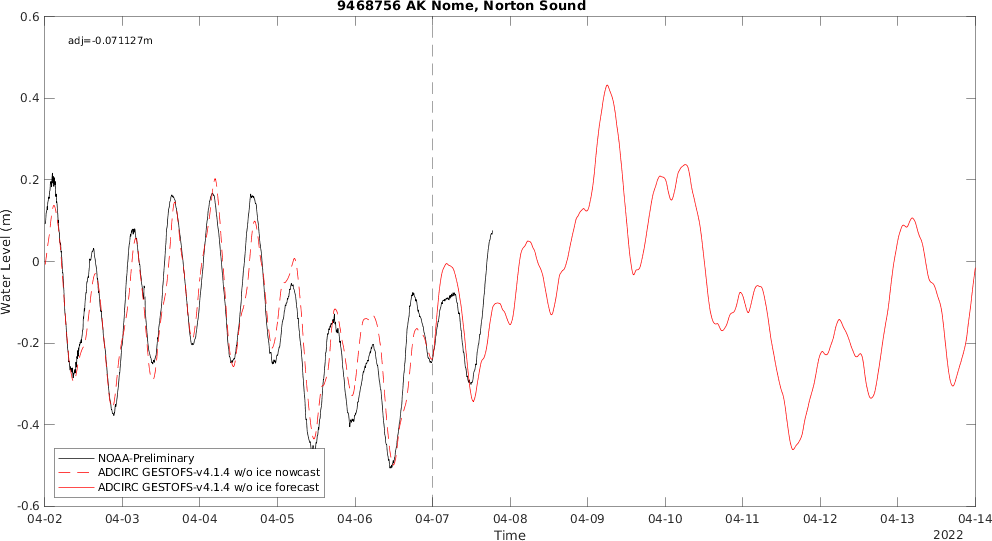 9468756 AK Nome, Norton Sound
adj=-0.071127m
0.6
0.4
0.2
0
-0.2
-0.4
-0.6
Water Level (m)
NOAA-Preliminary
ADCIRC GESTOFS-v4.1.4 w/o ice nowcast
ADCIRC GESTOFS-v4.1.4 w/o ice forecast
04-02 04-03 04-04 04-05 04-06 04-07 04-08 04-09 04-10 04-11 04-12 04-13 04-14
Time
2022